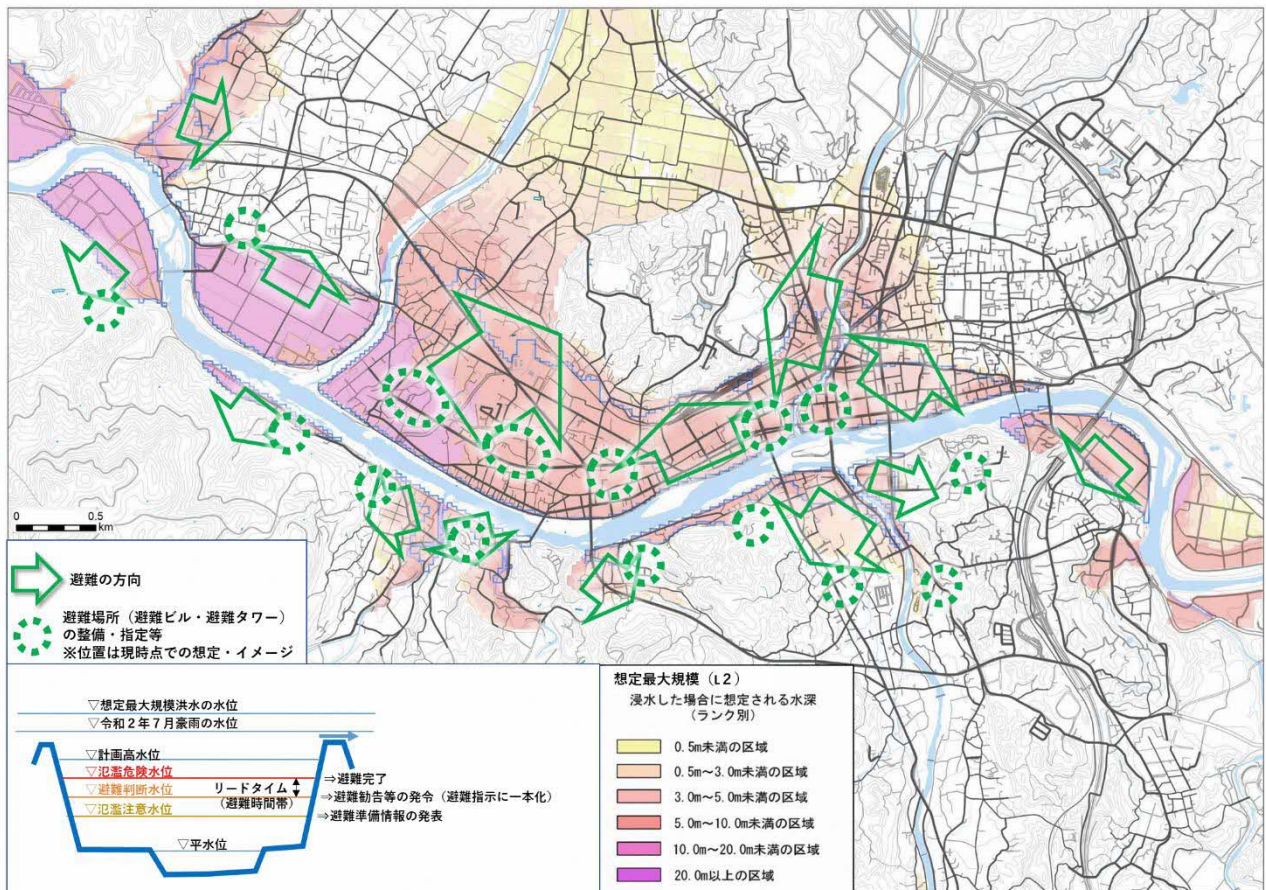 0
0.5
km
避難の方向
避難場所（避難ビル・避難タワー）
の整備・指定等
※位置は現時点での想定・イメージ
▽想定最大規模洪水の水位
▽令和２年７月豪雨の水位
▽計画高水位
▽氾濫危険水位
▽避難判断水位
▽氾濫注意水位
▽平水位
リードタイム
（避難時間帯）
⇒避難完了
⇒避難勧告等の発令（避難指示に一本化）
⇒避難準備情報の発表
想定最大規模（L2）
浸水した場合に想定される水深
（ランク別）
0.5m未満の区域
0.5m～3.0m未満の区域
3.0m～5.0m未満の区域
5.0m～10.0m未満の区域
10.0m～20.0m未満の区域
20.0m以上の区域